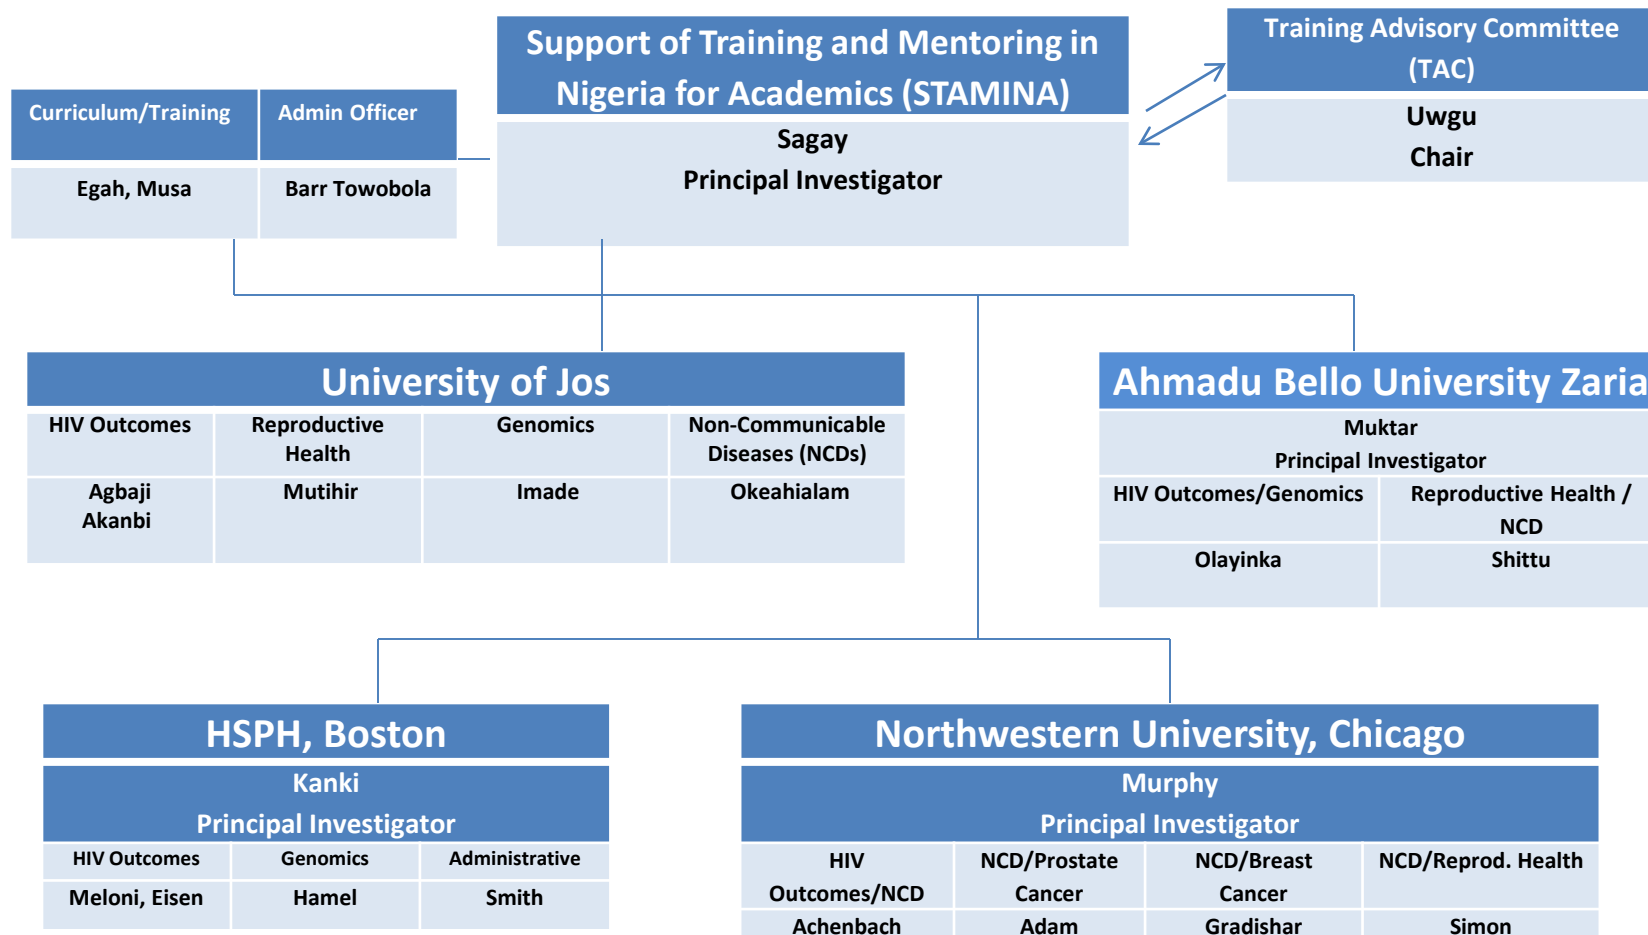 Support of Training and Mentoring in
Nigeria for Academics (STAMINA)
Sagay
Principal Investigator
Training Advisory Committee
(TAC)
Uwgu
Chair
Curriculum/Training
Admin Officer
Egah, Musa
Barr Towobola
University of Jos
HIV Outcomes
Reproductive
Health
Genomics
Non-Communicable
Diseases (NCDs)
Agbaji
Akanbi
Mutihir
Imade
Okeahialam
Ahmadu Bello University Zaria
Muktar
Principal Investigator
HIV Outcomes/Genomics
Reproductive Health /
NCD
Olayinka
Shittu
HSPH, Boston
Kanki
Principal Investigator
HIV Outcomes
Genomics
Administrative
Meloni, Eisen
Hamel
Smith
Northwestern University, Chicago
Murphy
Principal Investigator
HIV
Outcomes/NCD
NCD/Prostate
Cancer
NCD/Breast
Cancer
NCD/Reprod. Health
Achenbach
Adam
Gradishar
Simon